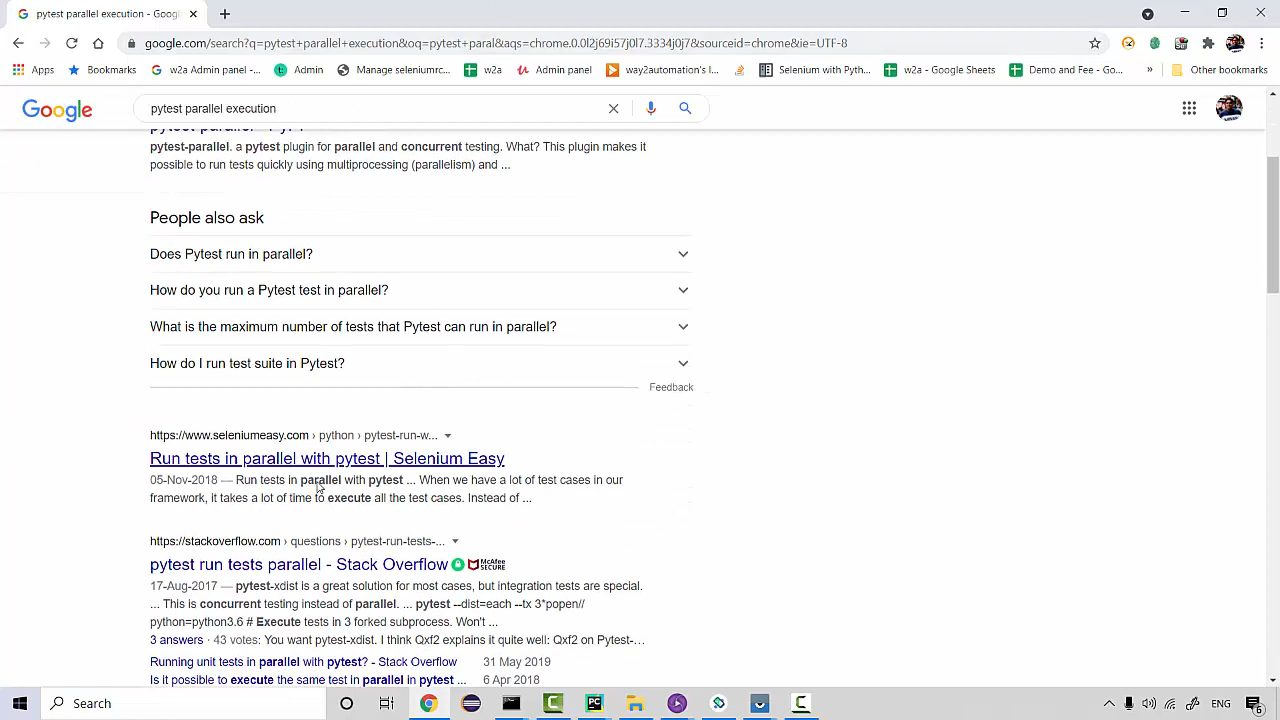 pytest parallel execution - Goog
google.com/search?q=pytest+parallel+execution&oq=pytest+paral&aqs=chrome.0.0l2j69i57j0l7.3334j0j7&sourceid=chrome&ie=UTF-8
Apps Bookmarks w2a Admin panel -... Admin Manage seleniumrc... w2a Admin panel way2automation's l... Selenium with Pyth... w2a - Google Sheets Demo and Fee - Go... » Other bookmarks
Google pytest parallel execution
pytest-parallel. a pytest plugin for parallel and concurrent testing. What? This plugin makes it
possible to run tests quickly using multiprocessing (parallelism) and ...
People also ask
Does Pytest run in parallel?
How do you run a Pytest test in parallel?
What is the maximum number of tests that Pytest can run in parallel?
How do I run test suite in Pytest?
Feedback
https://www.seleniumeasy.com › python › pytest-run-w...
Run tests in parallel with pytest | Selenium Easy
05-Nov-2018 — Run tests in parallel with pytest ... When we have a lot of test cases in our
framework, it takes a lot of time to execute all the test cases. Instead of ...
https://stackoverflow.com › questions › pytest-run-tests-...
pytest run tests parallel - Stack Overflow McAfee SECURE
17-Aug-2017 — pytest-xdist is a great solution for most cases, but integration tests are special.
... This is concurrent testing instead of parallel. ... pytest --dist=each --tx 3*popen//
python=python3.6 # Execute tests in 3 forked subprocess. Won't ...
3 answers · 43 votes: You want pytest-xdist. I think Qxf2 explains it quite well: Qxf2 on Pytest-...
Running unit tests in parallel with pytest? - Stack Overflow 31 May 2019
Is it possible to execute the same test in parallel in pytest ... 6 Apr 2018
Search ENG 6